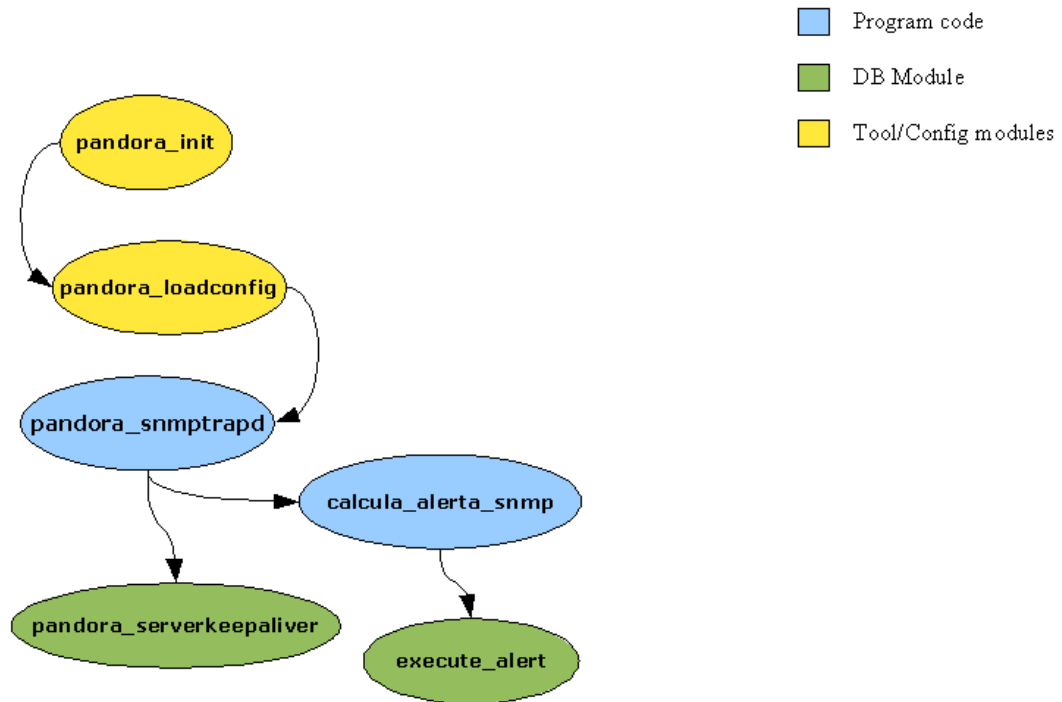 Program code
DB Module
Tool/Config modules
pandora_init
pandora_loadconfig
pandora_snmptrapd
calcula_alerta_snmp
pandora_serverkeepaliver
execute_alert